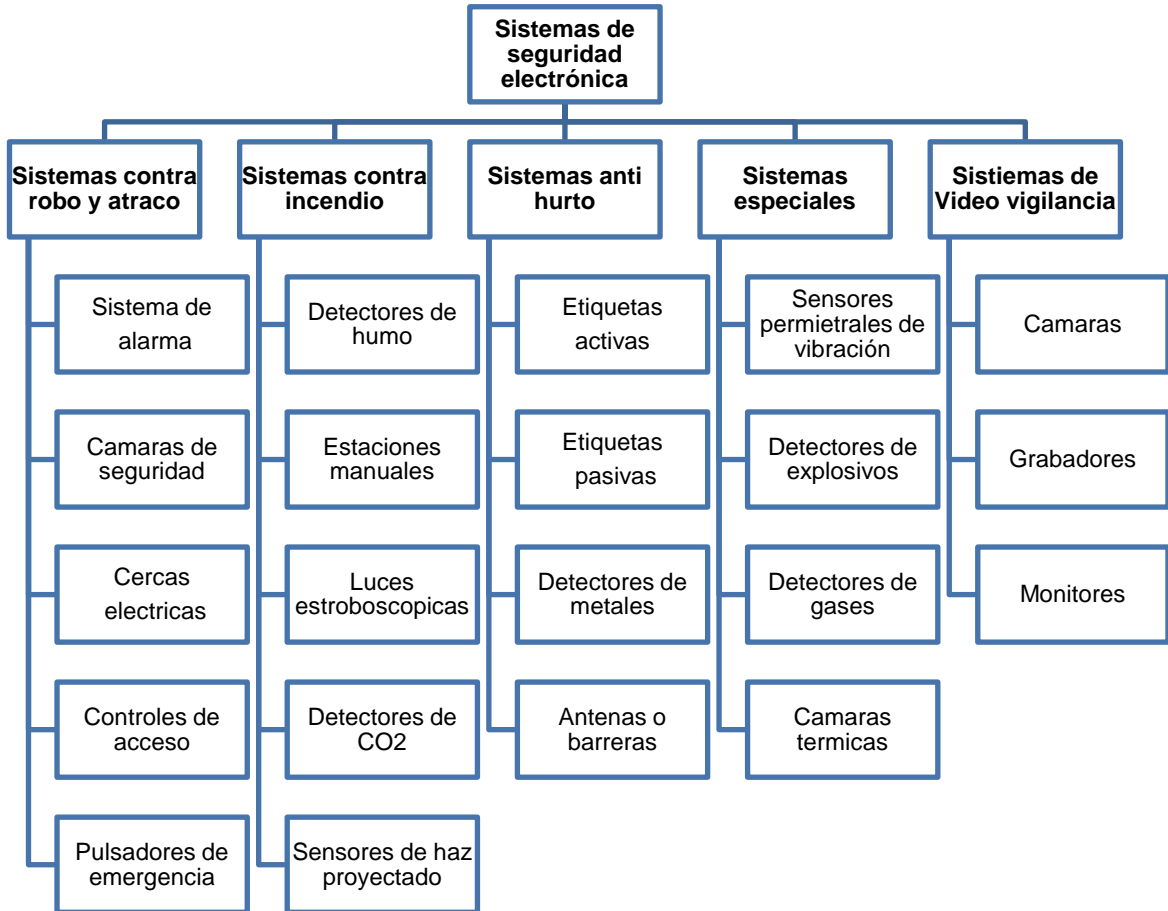 Sistemas de
seguridad
electrónica
Sistemas contra
robo y atraco
Sistema de
alarma
Camaras de
seguridad
Cercas
electricas
Controles de
acceso
Pulsadores de
emergencia
Sistemas contra
incendio
Detectores de
humo
Estaciones
manuales
Luces
estroboscopicas
Detectores de
CO2
Sensores de haz
proyectado
Sistemas anti
hurto
Etiquetas
activas
Etiquetas
pasivas
Detectores de
metales
Antenas o
barreras
Sistemas
especiales
Sensores
permietrales de
vibración
Detectores de
explosivos
Detectores de
gases
Camaras
termicas
Sistiemas de
Video vigilancia
Camaras
Grabadores
Monitores